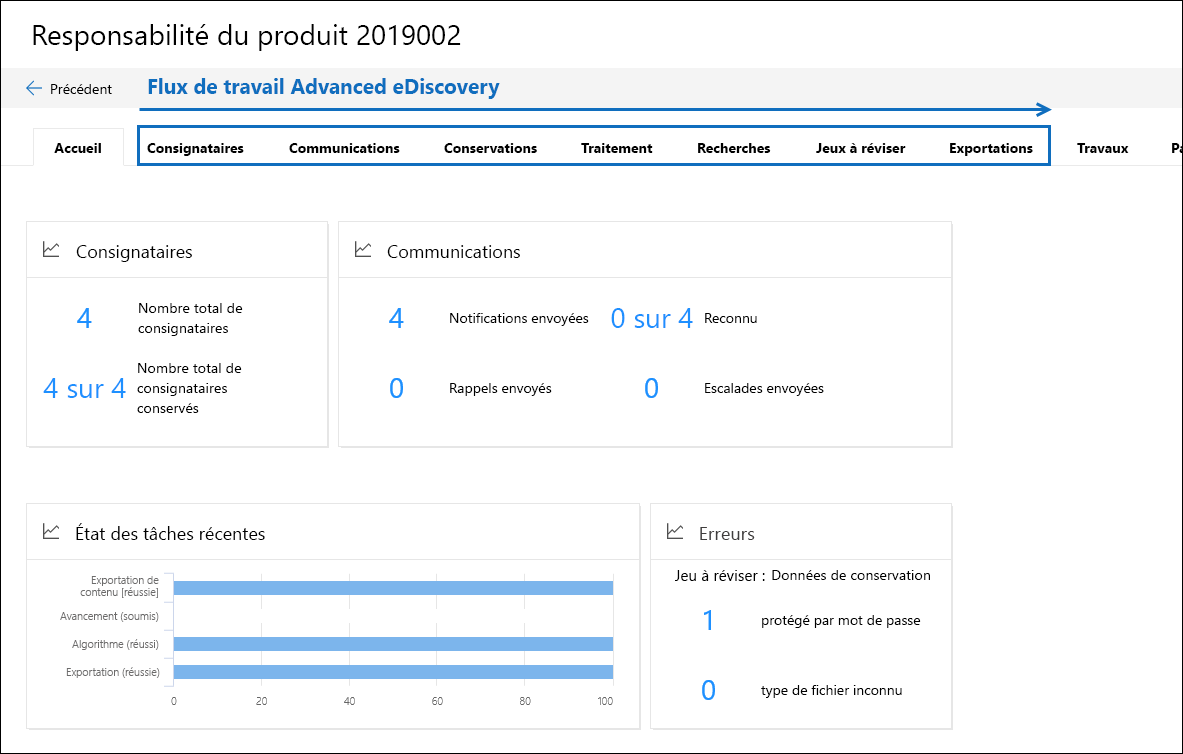 Responsabilité du produit 2019002
Précédent
Flux de travail Advanced eDiscovery
Accueil
Consignataires
Communications
Conservations
Traitement
Recherches
Jeux à réviser
Exportations
Travaux
Pa
Consignataires
4
Nombre total de
consignataires
4 sur 4
Nombre total de
consignataires
conservés
Communications
4
Notifications envoyées
0 sur 4
Reconnu
0
Rappels envoyés
0
Escalades envoyées
État des tâches récentes
Exportation de
contenu [réussie]
Avancement (soumis)
Algorithme (réussi)
Exportation (réussie)
0
20
40
60
80
100
Erreurs
Jeu à réviser : Données de conservation
1
protégé par mot de passe
0
type de fichier inconnu